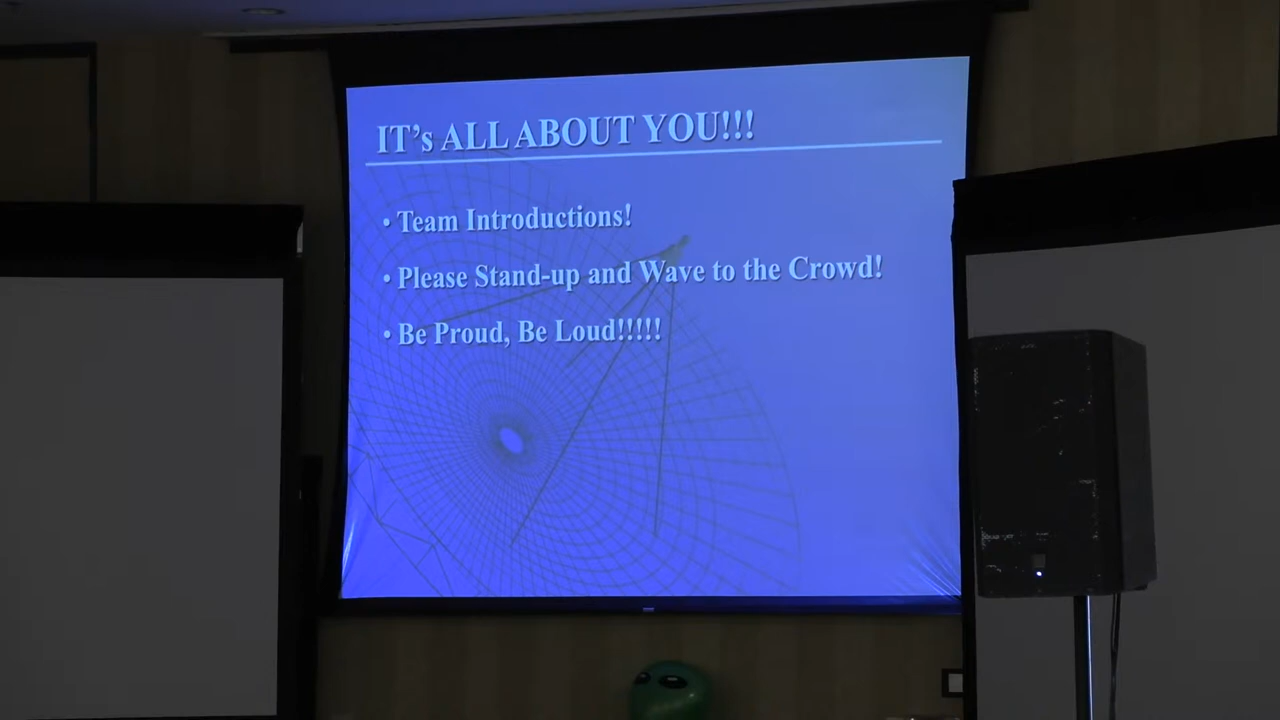 IT's ALL ABOUT YOU!!!
• Team Introductions!
• Please Stand-up and Wave to the Crowd!
• Be Proud, Be Loud!!!!!